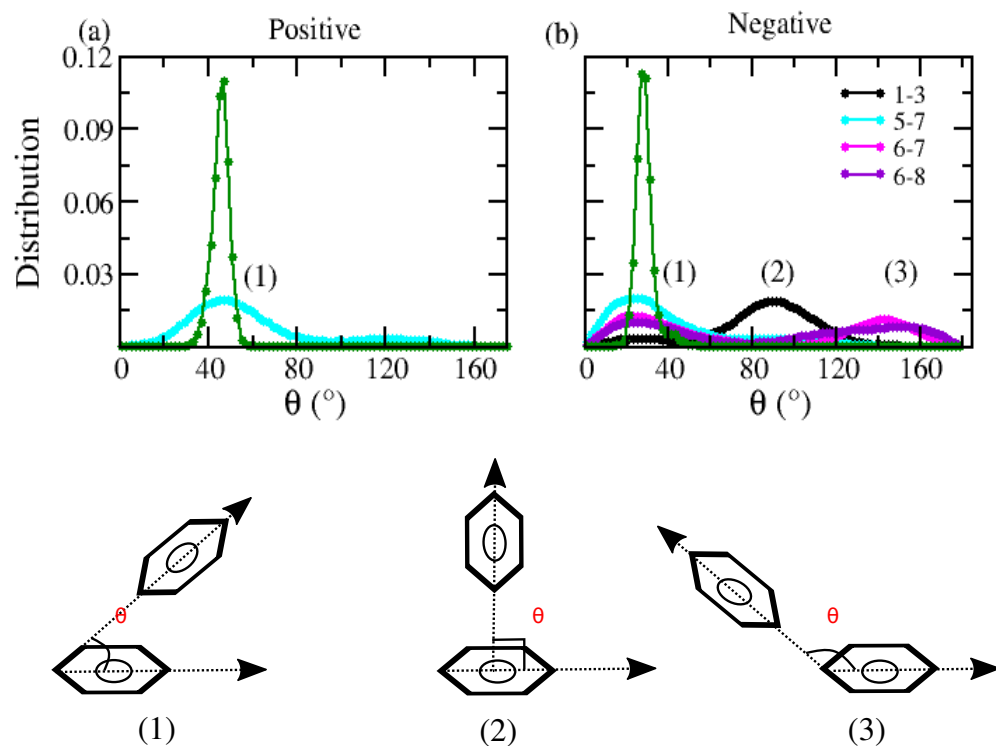 (a) Positive
(b) Negative
Distribution
0.12
0.09
0.06
0.03
(1)
0 40 80 120 160
θ (°)
1-3
5-7
6-7
6-8
(1) (2) (3)
0 40 80 120 160
θ (°)
θ
θ
θ
(1)
(2)
(3)